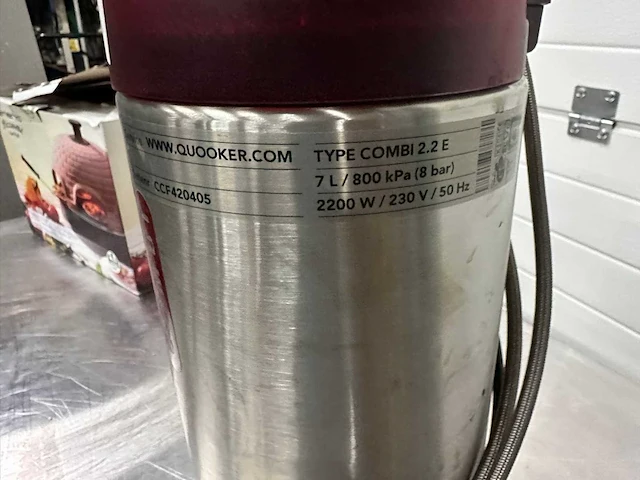 WWW.QUOOKER.COM
CCF420405
TYPE COMBI 2.2 E
7 L / 800 kPa (8 bar)
2200 W / 230 V / 50 Hz